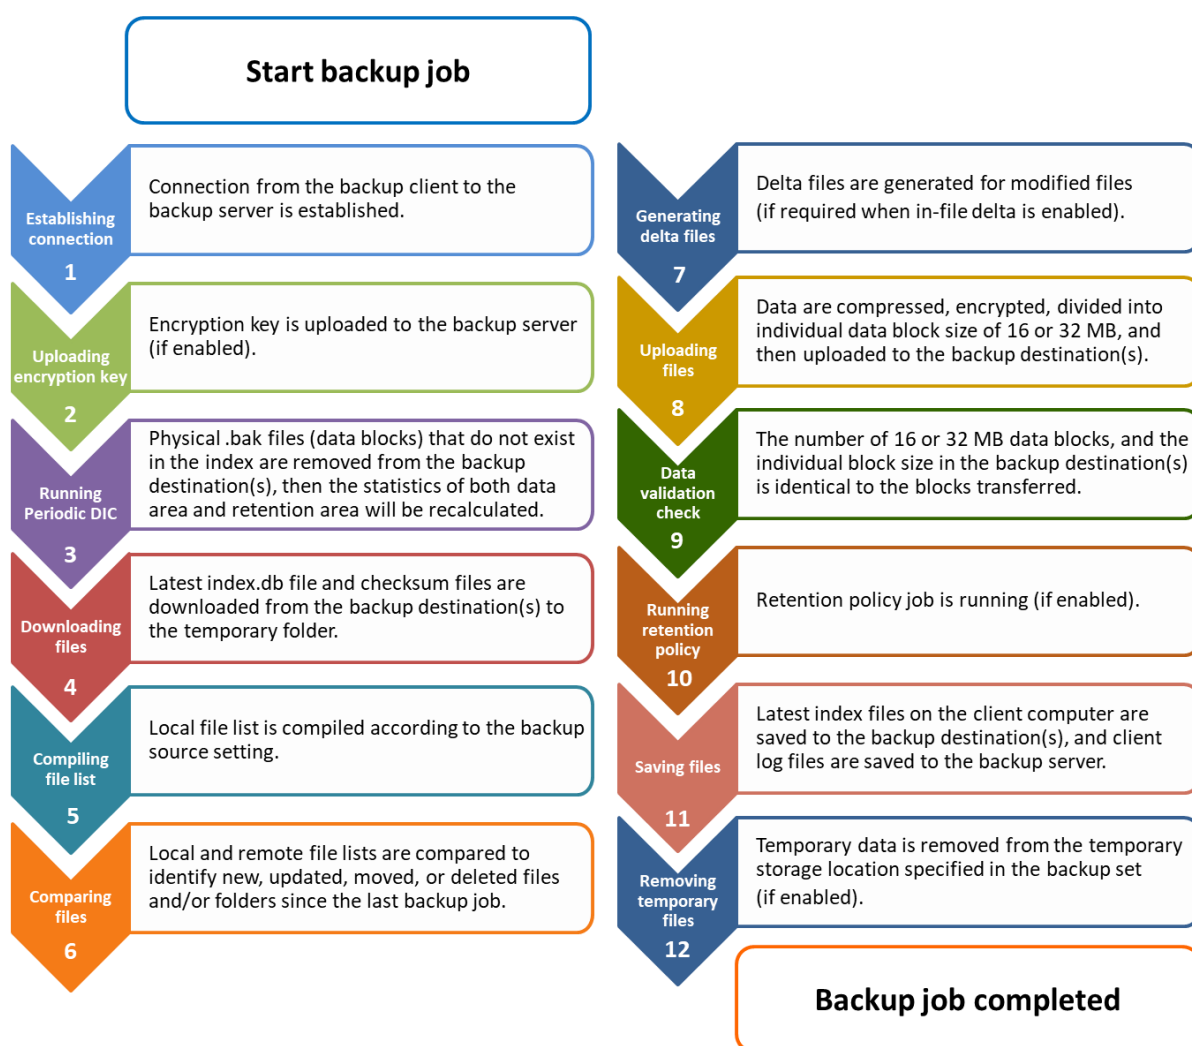 Start backup job
Establishing
connection
1
Connection from the backup client to the
backup server is established.
Uploading
encryption key
2
Encryption key is uploaded to the backup server
(if enabled).
Running
Periodic DIC
3
Physical .bak files (data blocks) that do not exist
in the index are removed from the backup
destination(s), then the statistics of both data
area and retention area will be recalculated.
Downloading
files
4
Latest index.db file and checksum files are
downloaded from the backup destination(s) to
the temporary folder.
Compiling
file list
5
Local file list is compiled according to the backup
source setting.
Comparing
files
6
Local and remote file lists are compared to
identify new, updated, moved, or deleted files
and/or folders since the last backup job.
Generating
delta files
7
Delta files are generated for modified files
(if required when in-file delta is enabled).
Uploading
files
8
Data are compressed, encrypted, divided into
individual data block size of 16 or 32 MB, and
then uploaded to the backup destination(s).
Data
validation
check
9
The number of 16 or 32 MB data blocks, and the
individual block size in the backup destination(s)
is identical to the blocks transferred.
Running
retention
policy
10
Retention policy job is running (if enabled).
Saving files
11
Latest index files on the client computer are
saved to the backup destination(s), and client
log files are saved to the backup server.
Removing
temporary
files
12
Temporary data is removed from the temporary
storage location specified in the backup set
(if enabled).
Backup job completed